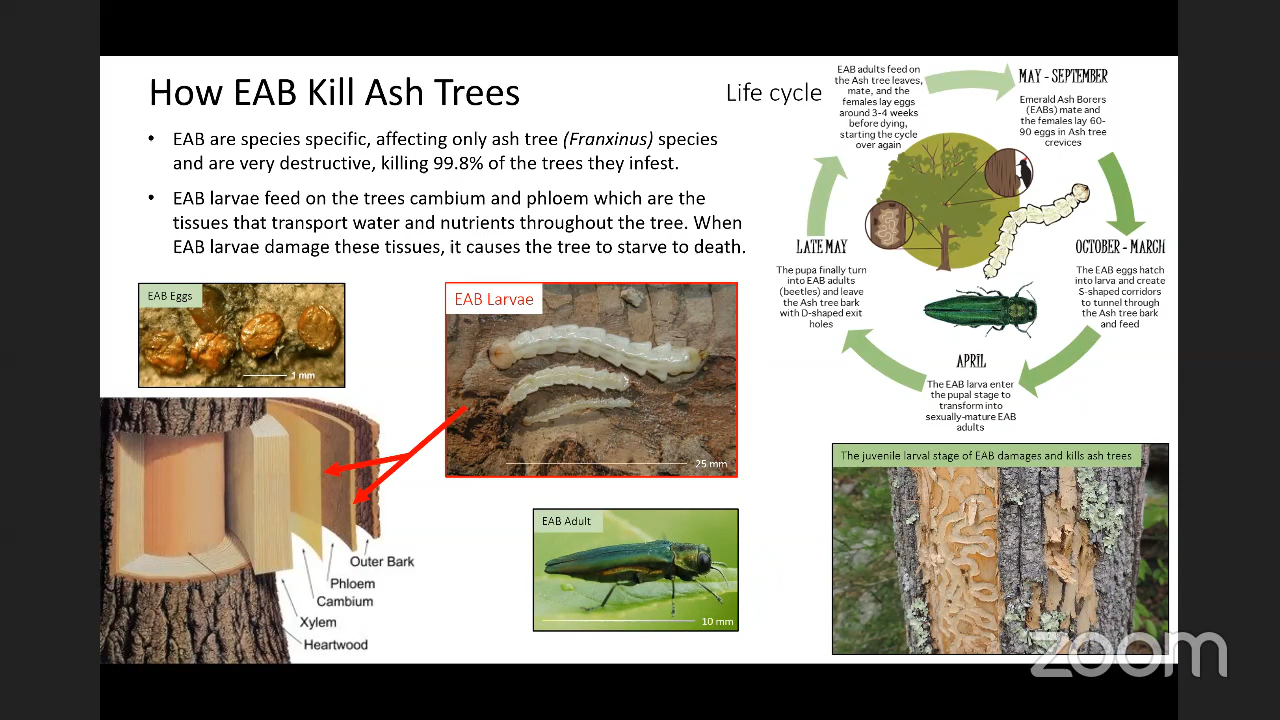 How EAB Kill Ash Trees
• EAB are species specific, affecting only ash tree (Franxinus) species
and are very destructive, killing 99.8% of the trees they infest.
• EAB larvae feed on the trees cambium and phloem which are the
tissues that transport water and nutrients throughout the tree. When
EAB larvae damage these tissues, it causes the tree to starve to death.
Life cycle
EAB adults feed on
the Ash tree leaves,
mate, and the
females lay eggs
around 3-4 weeks
before dying,
starting the cycle
over again
MAY - SEPTEMBER
Emerald Ash Borers
(EABs) mate and
the females lay 60-
90 eggs in Ash tree
crevices
OCTOBER - MARCH
The EAB eggs hatch
into larva and create
S-shaped corridors
to tunnel through
the Ash tree bark
and feed
APRIL
The EAB larva enter
the pupal stage to
transform into
sexually-mature EAB
adults
LATE MAY
The pupa finally turn
into EAB adults
(beetles) and leave
the Ash tree bark
with D-shaped exit
holes
EAB Eggs
1 mm
EAB Larvae
25 mm
Outer Bark
Phloem
Cambium
Xylem
Heartwood
EAB Adult
10 mm
The juvenile larval stage of EAB damages and kills ash trees
zoom